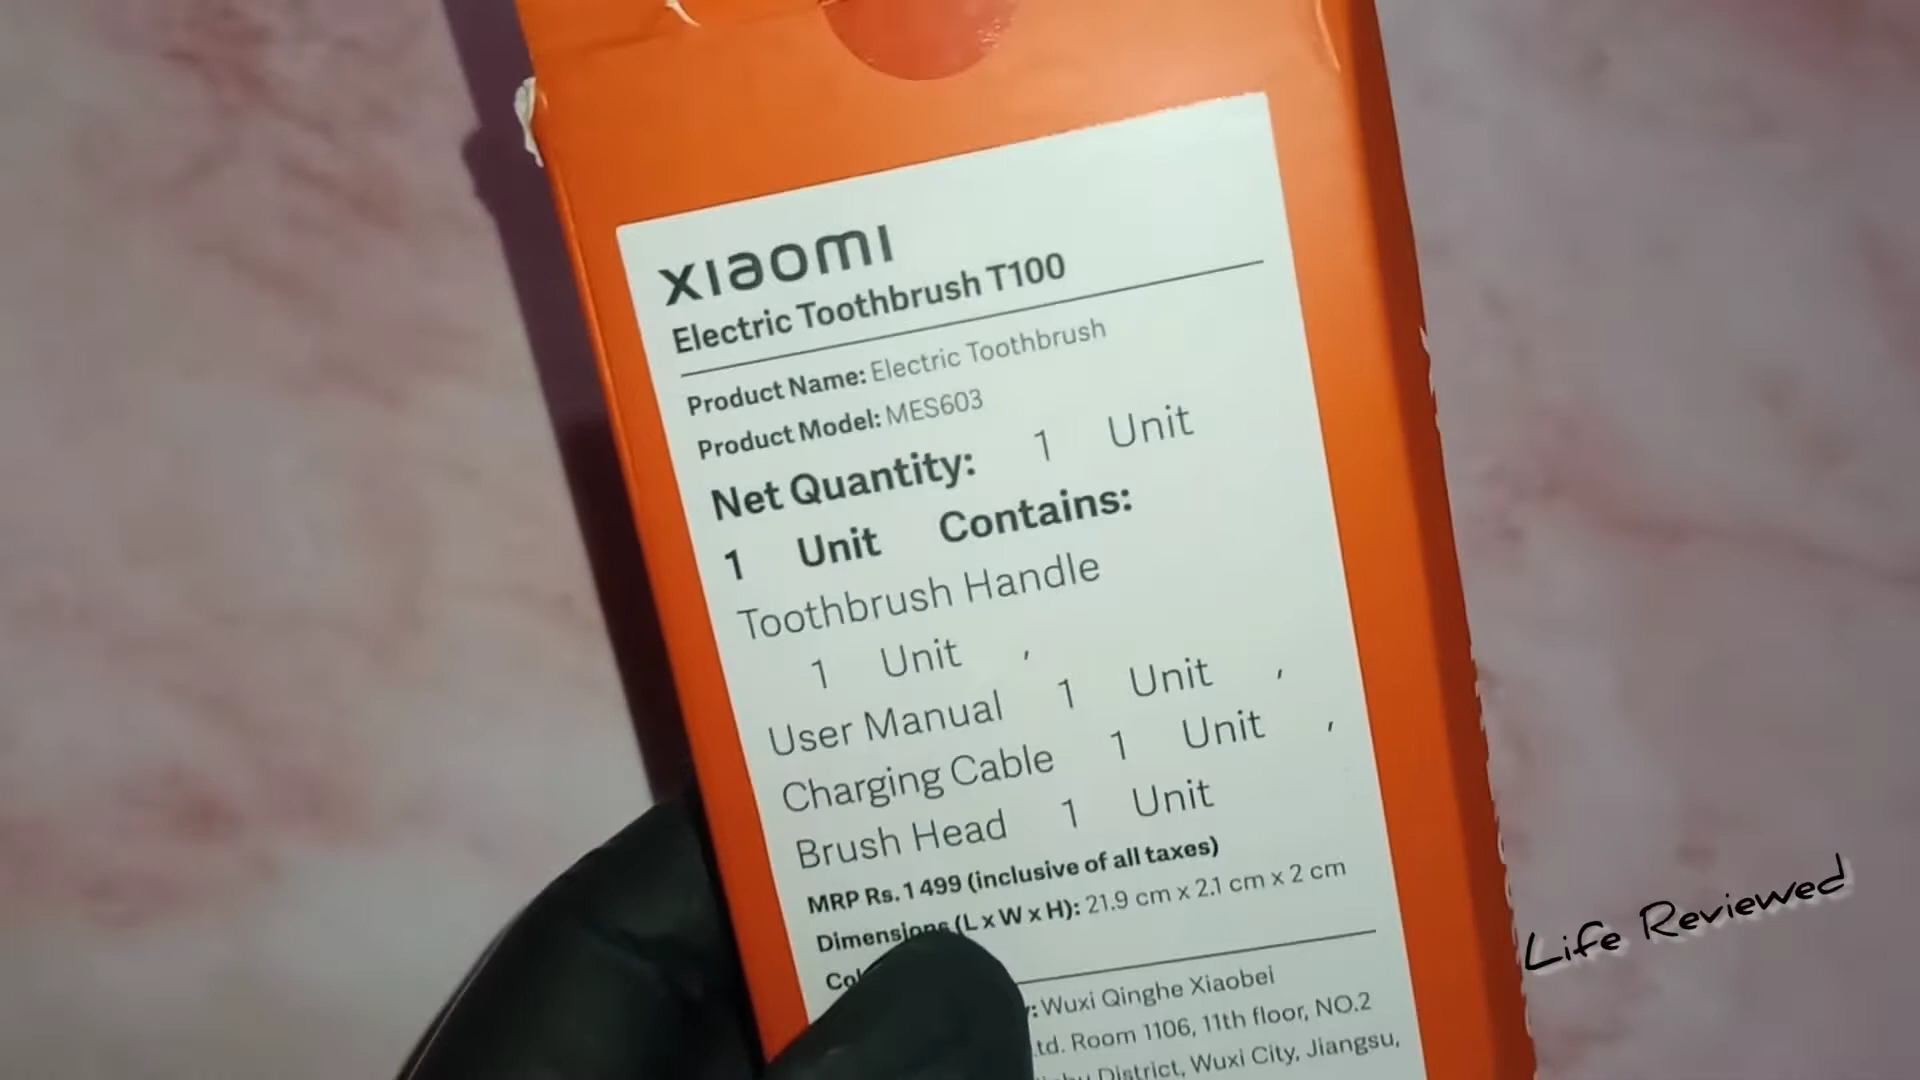 xıaomı
Electric Toothbrush T100
Product Name: Electric Toothbrush
Product Model: MES603
Net Quantity: 1 Unit
1 Unit Contains:
Toothbrush Handle
1 Unit ,
User Manual 1 Unit ,
Charging Cable 1 Unit ,
Brush Head 1 Unit
MRP Rs. 1 499 (inclusive of all taxes)
Dimensions (L x W x H): 21.9 cm x 2.1 cm x 2 cm
Wuxi Qinghe Xiaobei
Room 1106, 11th floor, NO.2
District, Wuxi City, Jiangsu,
Life Reviewed